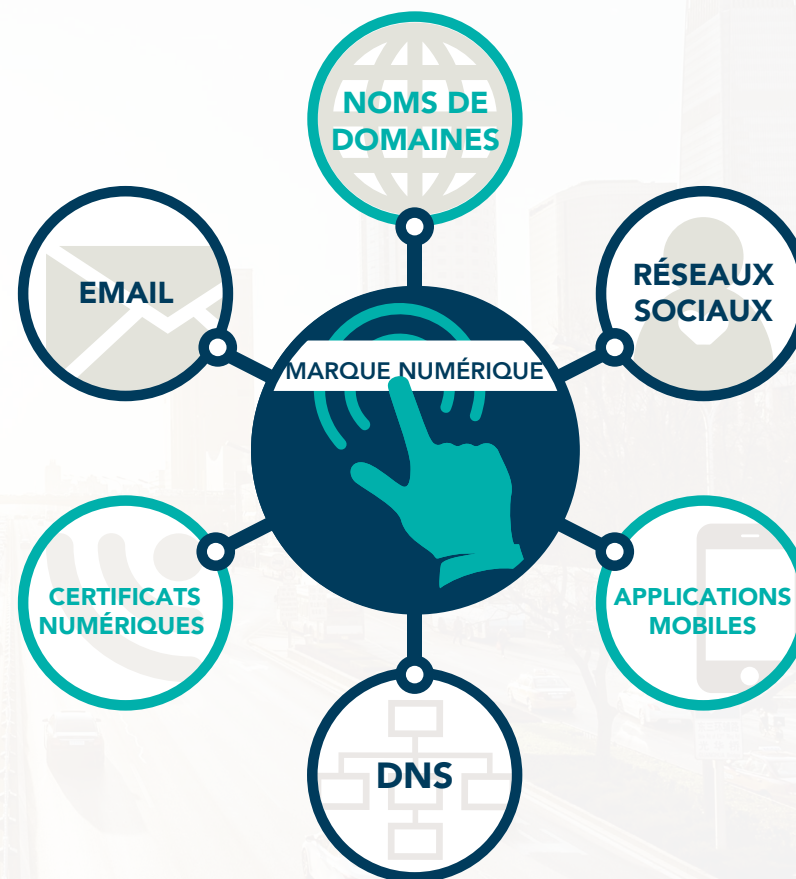 NOMS DE
DOMAINES
EMAIL
RÉSEAUX
SOCIAUX
MARQUE NUMÉRIQUE
CERTIFICATS
NUMÉRIQUES
APPLICATIONS
MOBILES
DNS